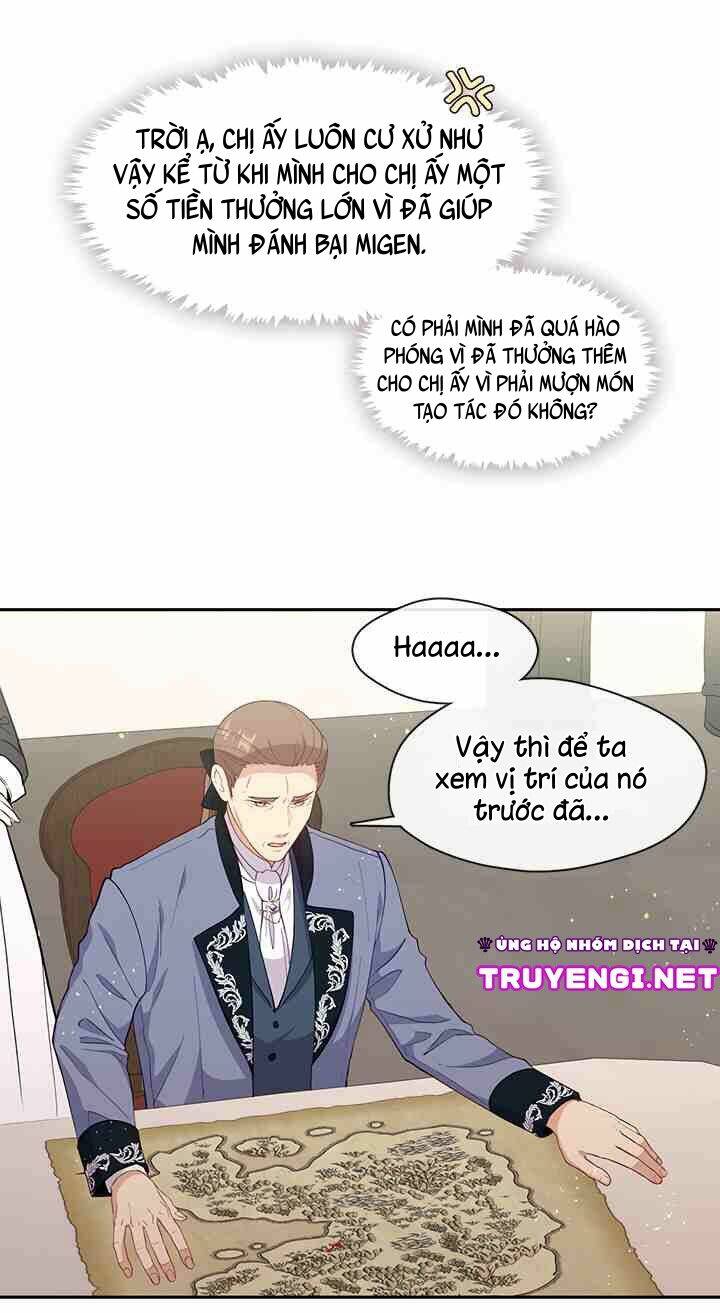 TRỜI Ạ, CHỊ ẤY LUÔN CƯ XỬ NHƯ
VẬY KỂ TỪ KHI MÌNH CHO CHỊ ẤY MỘT
SỐ TIỀN THƯỞNG LỚN VÌ ĐÃ GIÚP
MÌNH ĐÁNH BẠI MIGEN.
CÓ PHẢI MÌNH ĐÃ QUÁ HÀO
PHÓNG VÌ ĐÃ THƯỞNG THÊM
CHO CHỊ ẤY VÌ PHẢI MƯỢN MÓN
TẠO TÁC ĐÓ KHÔNG?
Haaaa...
Vậy thì để ta
xem vị trí của nó
trước đã...
ỦNG HỘ NHÓM DỊCH TẠI
TRUYENGI.NET